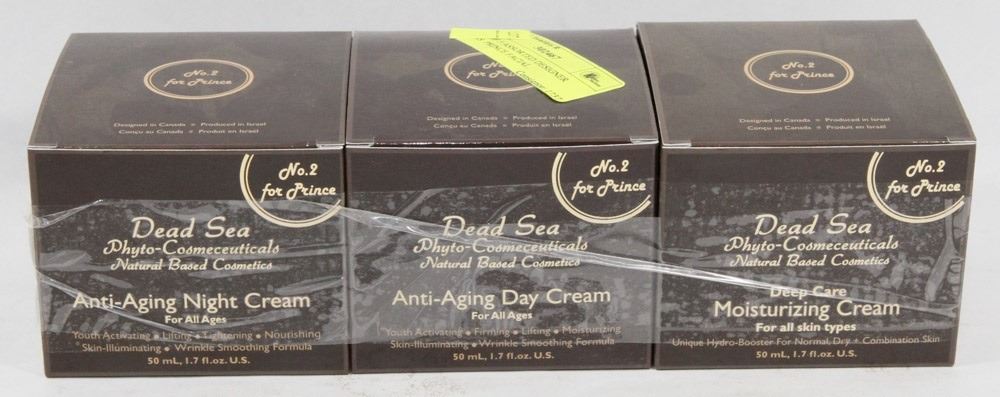 No.2
for Prince
Designed in Canada = Produced in Israel
Conçu au Canada = Produit en Israël
No.2
for Prince
Dead Sea
Phyto-Cosmeceuticals
Natural Based Cosmetics
Anti-Aging Night Cream
For All Ages
Youth Activating • Lifting • Tightening • Nourishing
Skin-Illuminating • Wrinkle Smoothing Formula
50 mL, 1.7 fl.oz. U.S.
ASSORTED DESIGNER
FACIAL
Designed in Canada = Produced in Israel
Conçu au Canada = Produit en Israël
No.2
for Prince
Dead Sea
Phyto-Cosmeceuticals
Natural Based Cosmetics
Anti-Aging Day Cream
For All Ages
Youth Activating • Firming • Lifting • Moisturizing
Skin-Illuminating • Wrinkle Smoothing Formula
50 mL, 1.7 fl.oz. U.S.
No.2
for Prince
Designed in Canada = Produced in Israel
Conçu au Canada = Produit en Israël
No.2
for Prince
Dead Sea
Phyto-Cosmeceuticals
Natural Based Cosmetics
Deep Care
Moisturizing Cream
For all skin types
Unique Hydro-Booster For Normal, Dry + Combination Skin
50 mL, 1.7 fl.oz. U.S.